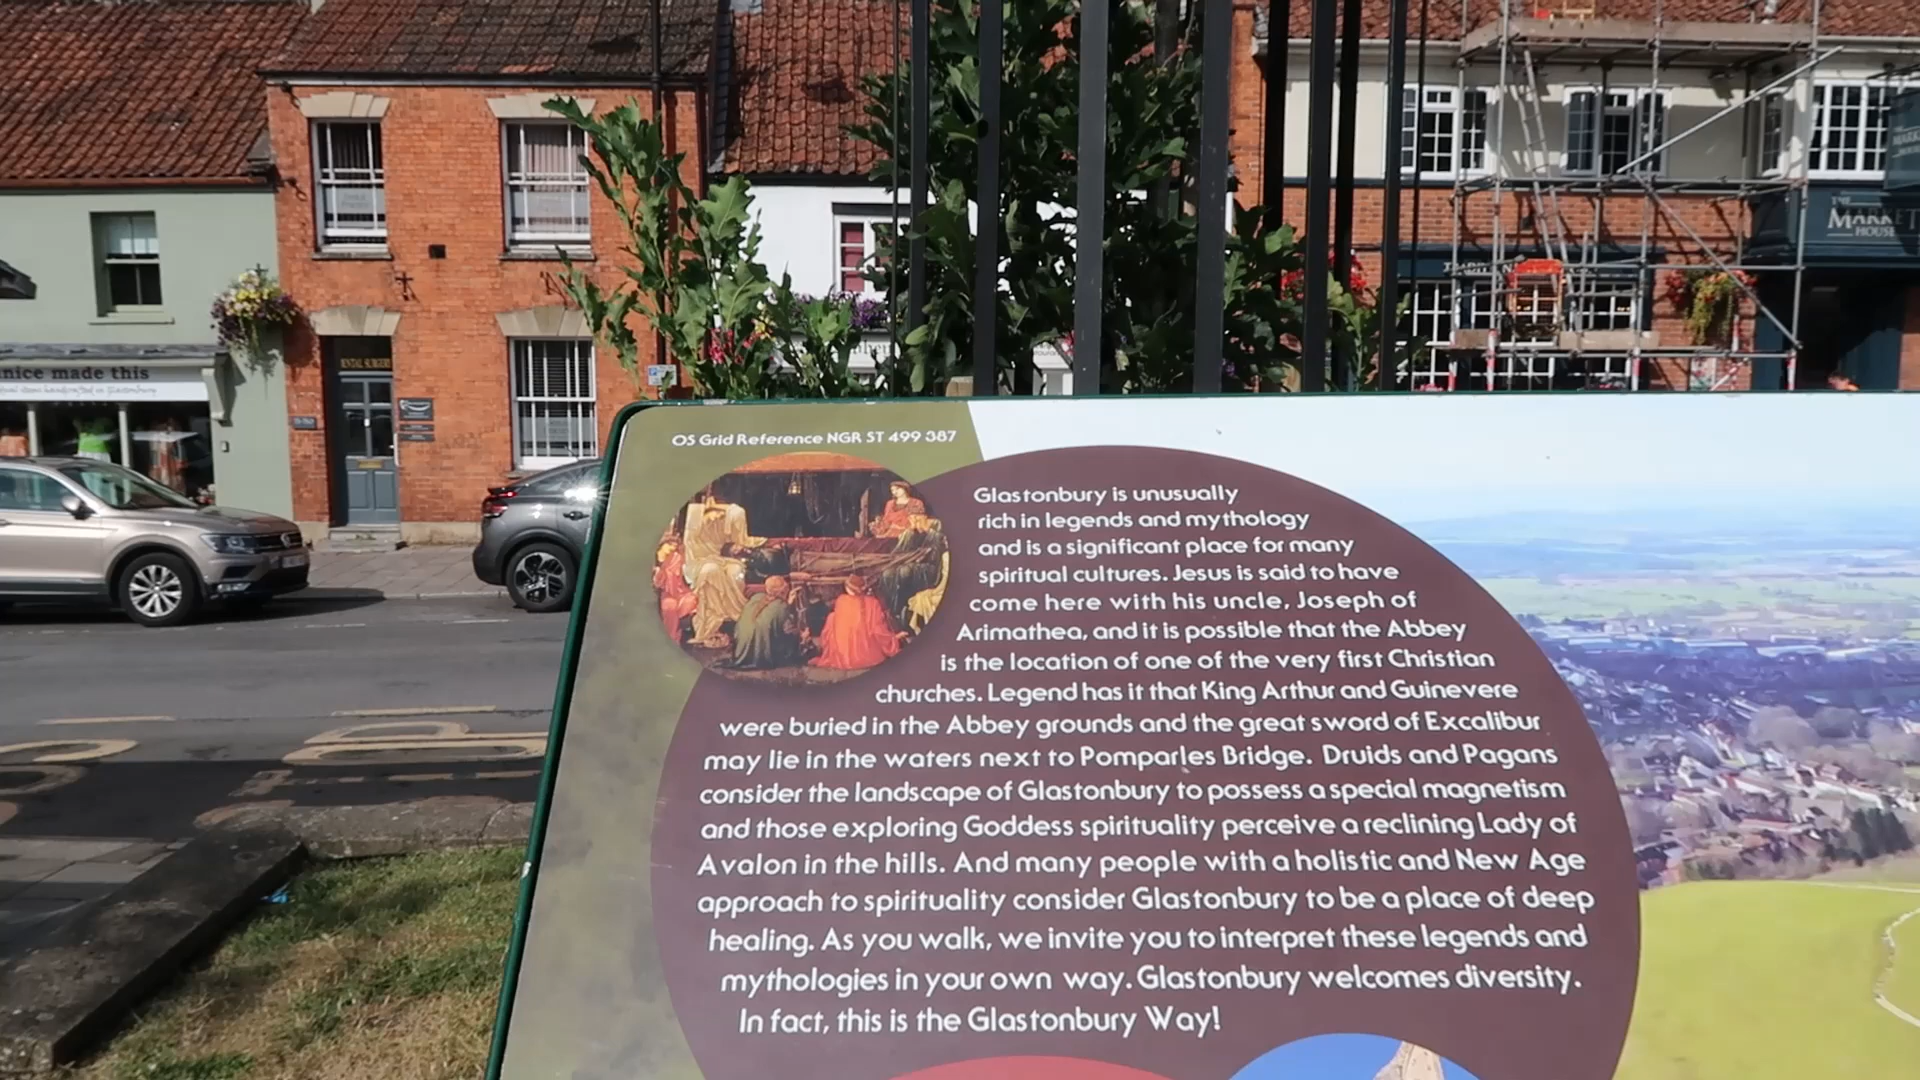 THE
MARKET
HOUSE
nice made this
DENTAL SURGERY
OS Grid Reference NGR ST 499 387
Glastonbury is unusually
rich in legends and mythology
and is a significant place for many
spiritual cultures. Jesus is said to have
come here with his uncle, Joseph of
Arimathea, and it is possible that the Abbey
is the location of one of the very first Christian
churches. Legend has it that King Arthur and Guinevere
were buried in the Abbey grounds and the great sword of Excalibur
may lie in the waters next to Pomparles Bridge. Druids and Pagans
consider the landscape of Glastonbury to possess a special magnetism
and those exploring Goddess spirituality perceive a reclining Lady of
Avalon in the hills. And many people with a holistic and New Age
approach to spirituality consider Glastonbury to be a place of deep
healing. As you walk, we invite you to interpret these legends and
mythologies in your own way. Glastonbury welcomes diversity.
In fact, this is the Glastonbury Way!